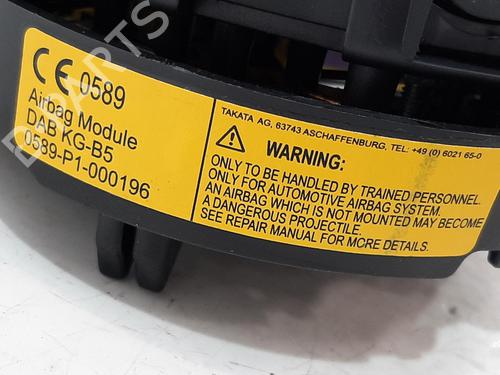 CE 0589
Airbag Module
DAB KG-B5
0589-P1-000196
TAKATA AG, 63743 ASCHAFFENBURG, TEL: +49 (0) 6021 65-0
WARNING:
ONLY TO BE HANDLED BY TRAINED PERSONNEL.
ONLY FOR AUTOMOTIVE AIRBAG SYSTEM.
AN AIRBAG WHICH IS NOT MOUNTED MAY BECOME
A DANGEROUS PROJECTILE.
SEE REPAIR MANUAL FOR MORE DETAILS.
B-PARTS